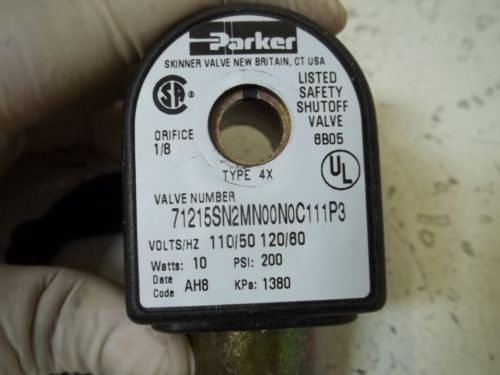 Parker
SKINNER VALVE NEW BRITAIN, CT USA
SA
LISTED
SAFETY
SHUTOFF
VALVE
6B05
ORIFICE
1/8
UL
TYPE 4X
VALVE NUMBER
71215SN2MN00N0C111P3
VOLTS/HZ 110/50 120/60
Watts: 10 PSI: 200
Date
Code AH8 KPa: 1380